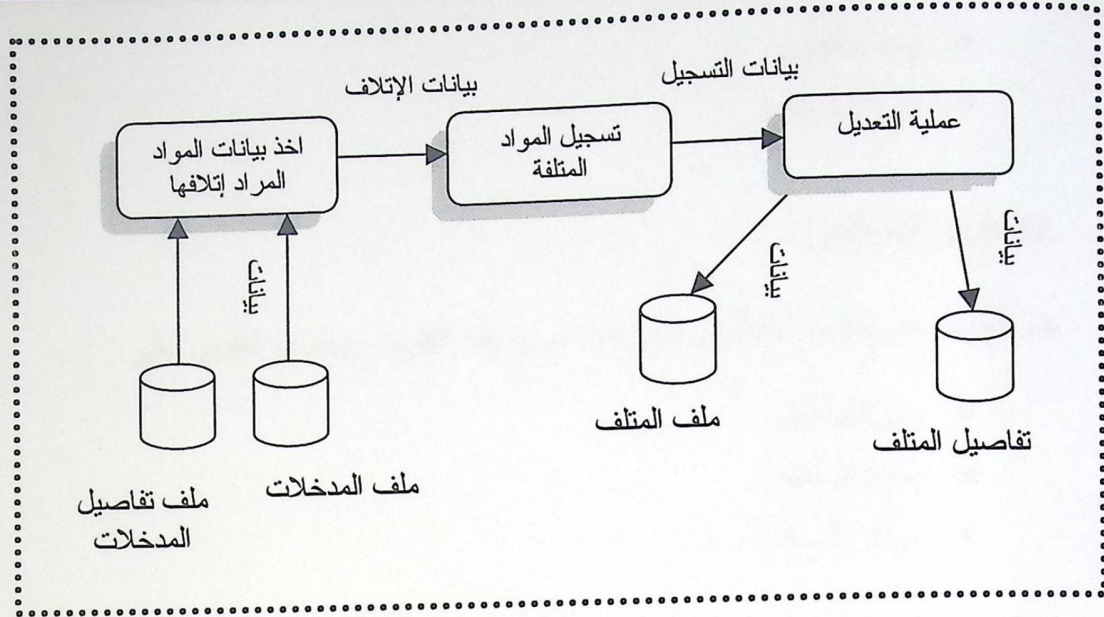 بيانات الإتلاف
بيانات التسجيل
اخذ بيانات المواد
المراد إتلافها
تسجيل المواد
المتلفة
عملية التعديل
بيانات
بيانات
بيانات
ملف تفاصيل
المدخلات
ملف المدخلات
ملف المتلف
تفاصيل المتلف